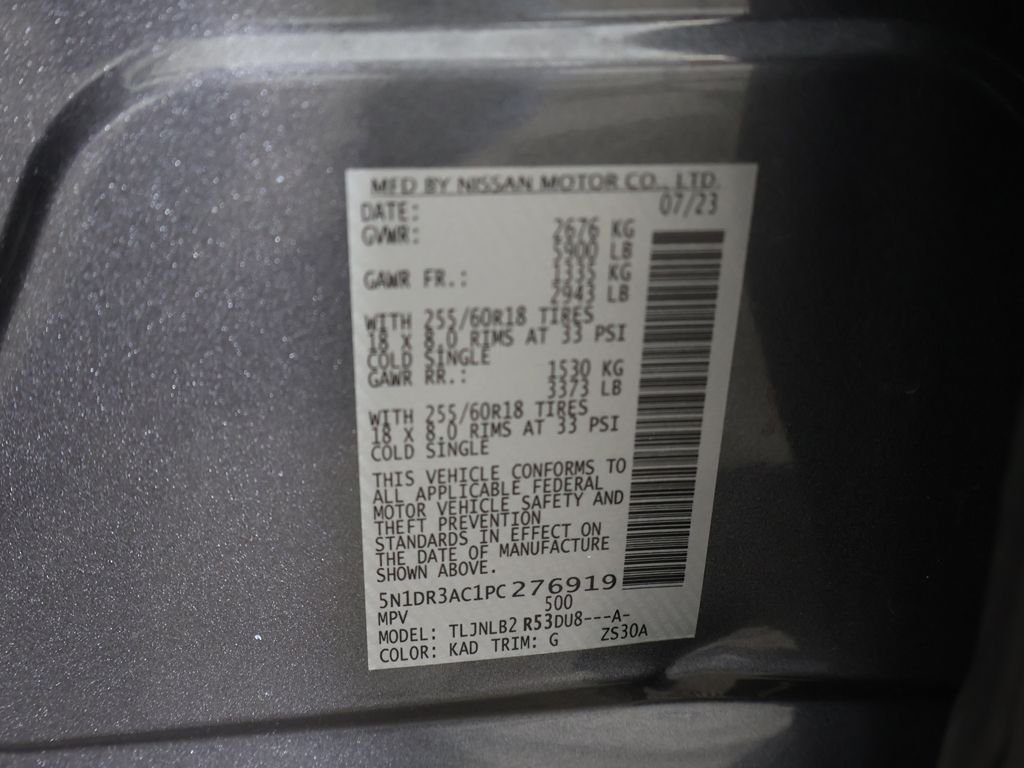 MFD BY NISSAN MOTOR CO., LTD.
DATE: 07/23
GVWR: 2676 KG
5900 LB
GAWR FR.: 1335 KG
2943 LB
WITH 255/60R18 TIRES
18 X 8.0 RIMS AT 33 PSI
COLD SINGLE
GAWR RR.: 1530 KG
3373 LB
WITH 255/60R18 TIRES
18 X 8.0 RIMS AT 33 PSI
COLD SINGLE
THIS VEHICLE CONFORMS TO
ALL APPLICABLE FEDERAL
MOTOR VEHICLE SAFETY AND
THEFT PREVENTION
STANDARDS IN EFFECT ON
THE DATE OF MANUFACTURE
SHOWN ABOVE.
5N1DR3AC1PC276919
MPV 500
MODEL: TLJNLB2 R53DU8---A-
COLOR: KAD TRIM: G ZS30A